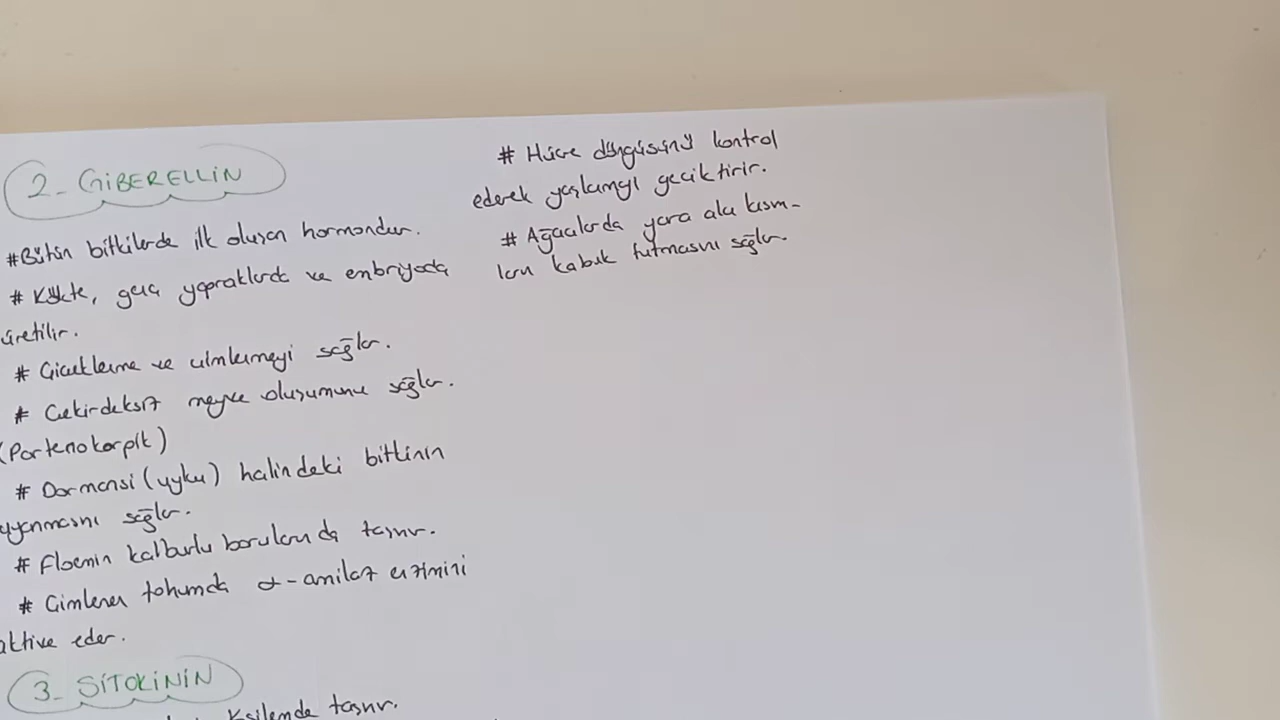 2- GİBERELLİN
#Bütün bitkilerde ilk oluşan hormondur.
# Kökte, genç yapraklarda ve embriyoda
üretilir.
# Çiçeklenme ve çimlenmeyi sağlar.
# Çekirdeksiz meyve oluşumunu sağlar.
(Partenokarpik)
# Dormansi (uyku) halindeki bitkinin
uyanmasını sağlar.
# Floemin kalburlu borularında taşınır.
# Çimlenen tohumda α-amilaz enzimini
aktive eder.
3- SİTOKİNİN
Ksilemde taşınır.
# Hücre döngüsünü kontrol
ederek yaşlanmayı geciktirir.
# Ağaçlarda yara alan kısım-
ların kabuk tutmasını sağlar.